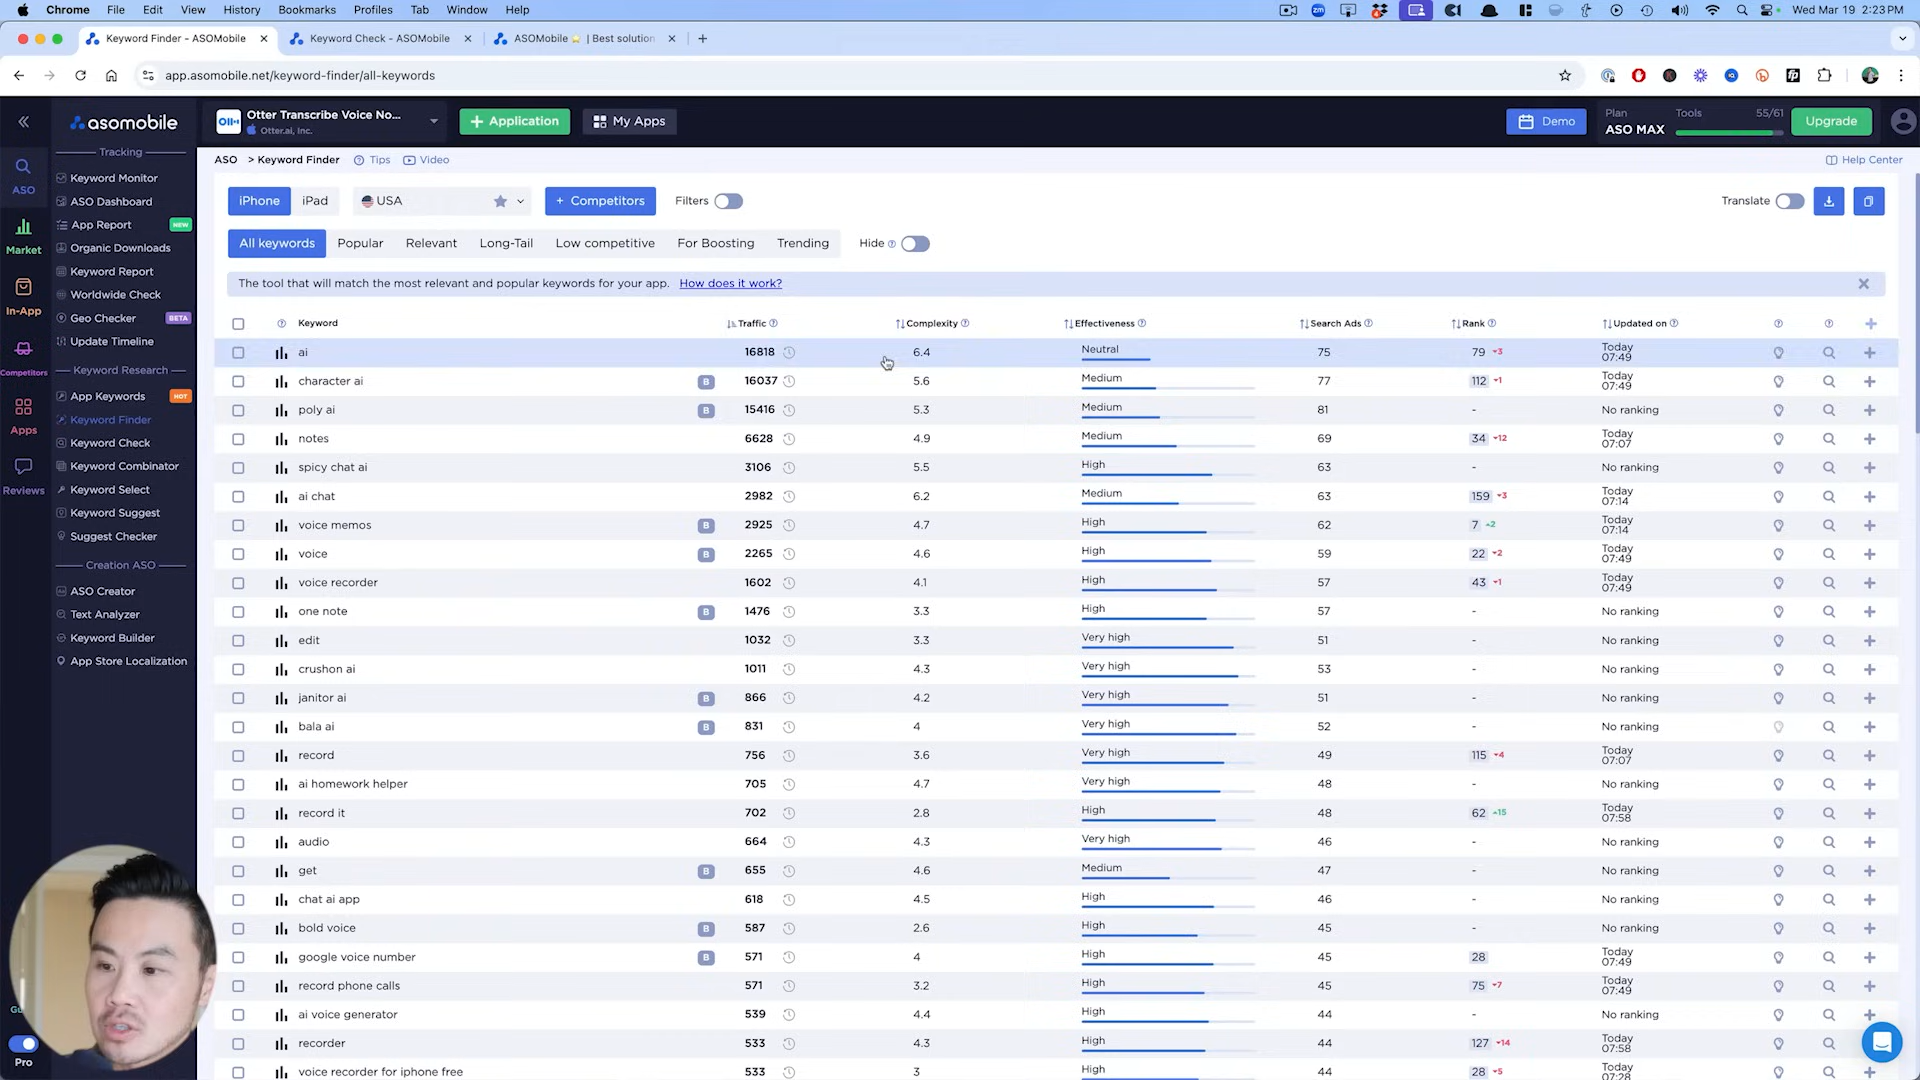 Chrome File Edit View History Bookmarks Profiles Tab Window Help Wed Mar 19 2:23PM
Keyword Finder - ASOMobile Keyword Check - ASOMobile ASOMobile | Best solution
app.asomobile.net/keyword-finder/all-keywords
asomobile
Otter Transcribe Voice No...
Otter.ai, Inc.
+ Application
My Apps
Demo
Plan
ASO MAX
Tools 55/61
Upgrade
ASO
Market
In-App
Competitors
Apps
Reviews
Pro
Tracking
Keyword Monitor
ASO Dashboard
App Report NEW
Organic Downloads
Keyword Report
Worldwide Check
Geo Checker BETA
Update Timeline
Keyword Research
App Keywords HOT
Keyword Finder
Keyword Check
Keyword Combinator
Keyword Select
Keyword Suggest
Suggest Checker
Creation ASO
ASO Creator
Text Analyzer
Keyword Builder
App Store Localization
ASO > Keyword Finder Tips Video Help Center
iPhone iPad USA + Competitors Filters Translate
All keywords Popular Relevant Long-Tail Low competitive For Boosting Trending Hide
The tool that will match the most relevant and popular keywords for your app. How does it work?
Keyword Traffic Complexity Effectiveness Search Ads Rank Updated on
ai 16818 6.4 Neutral 75 79 3 Today 07:49
character ai B 16037 5.6 Medium 77 112 1 Today 07:49
poly ai B 15416 5.3 Medium 81 - No ranking
notes 6628 4.9 Medium 69 34 12 Today 07:07
spicy chat ai 3106 5.5 High 63 - No ranking
ai chat 2982 6.2 Medium 63 159 3 Today 07:14
voice memos B 2925 4.7 High 62 7 2 Today 07:14
voice B 2265 4.6 High 59 22 2 Today 07:49
voice recorder 1602 4.1 High 57 43 1 Today 07:49
one note B 1476 3.3 High 57 - No ranking
edit 1032 3.3 Very high 51 - No ranking
crushon ai 1011 4.3 Very high 53 - No ranking
janitor ai B 866 4.2 Very high 51 - No ranking
bala ai B 831 4 Very high 52 - No ranking
record 756 3.6 Very high 49 115 4 Today 07:07
ai homework helper 705 4.7 Very high 48 - No ranking
record it 702 2.8 High 48 62 15 Today 07:58
audio 664 4.3 Very high 46 - No ranking
get B 655 4.6 Medium 47 - No ranking
chat ai app 618 4.5 High 46 - No ranking
bold voice B 587 2.6 High 45 - No ranking
google voice number B 571 4 High 45 28 Today 07:49
record phone calls 571 3.2 High 45 75 7 Today 07:49
ai voice generator 539 4.4 High 44 - No ranking
recorder 533 4.3 High 44 127 14 Today 07:58
voice recorder for iphone free 533 3 High 44 28 5 Today 07:28